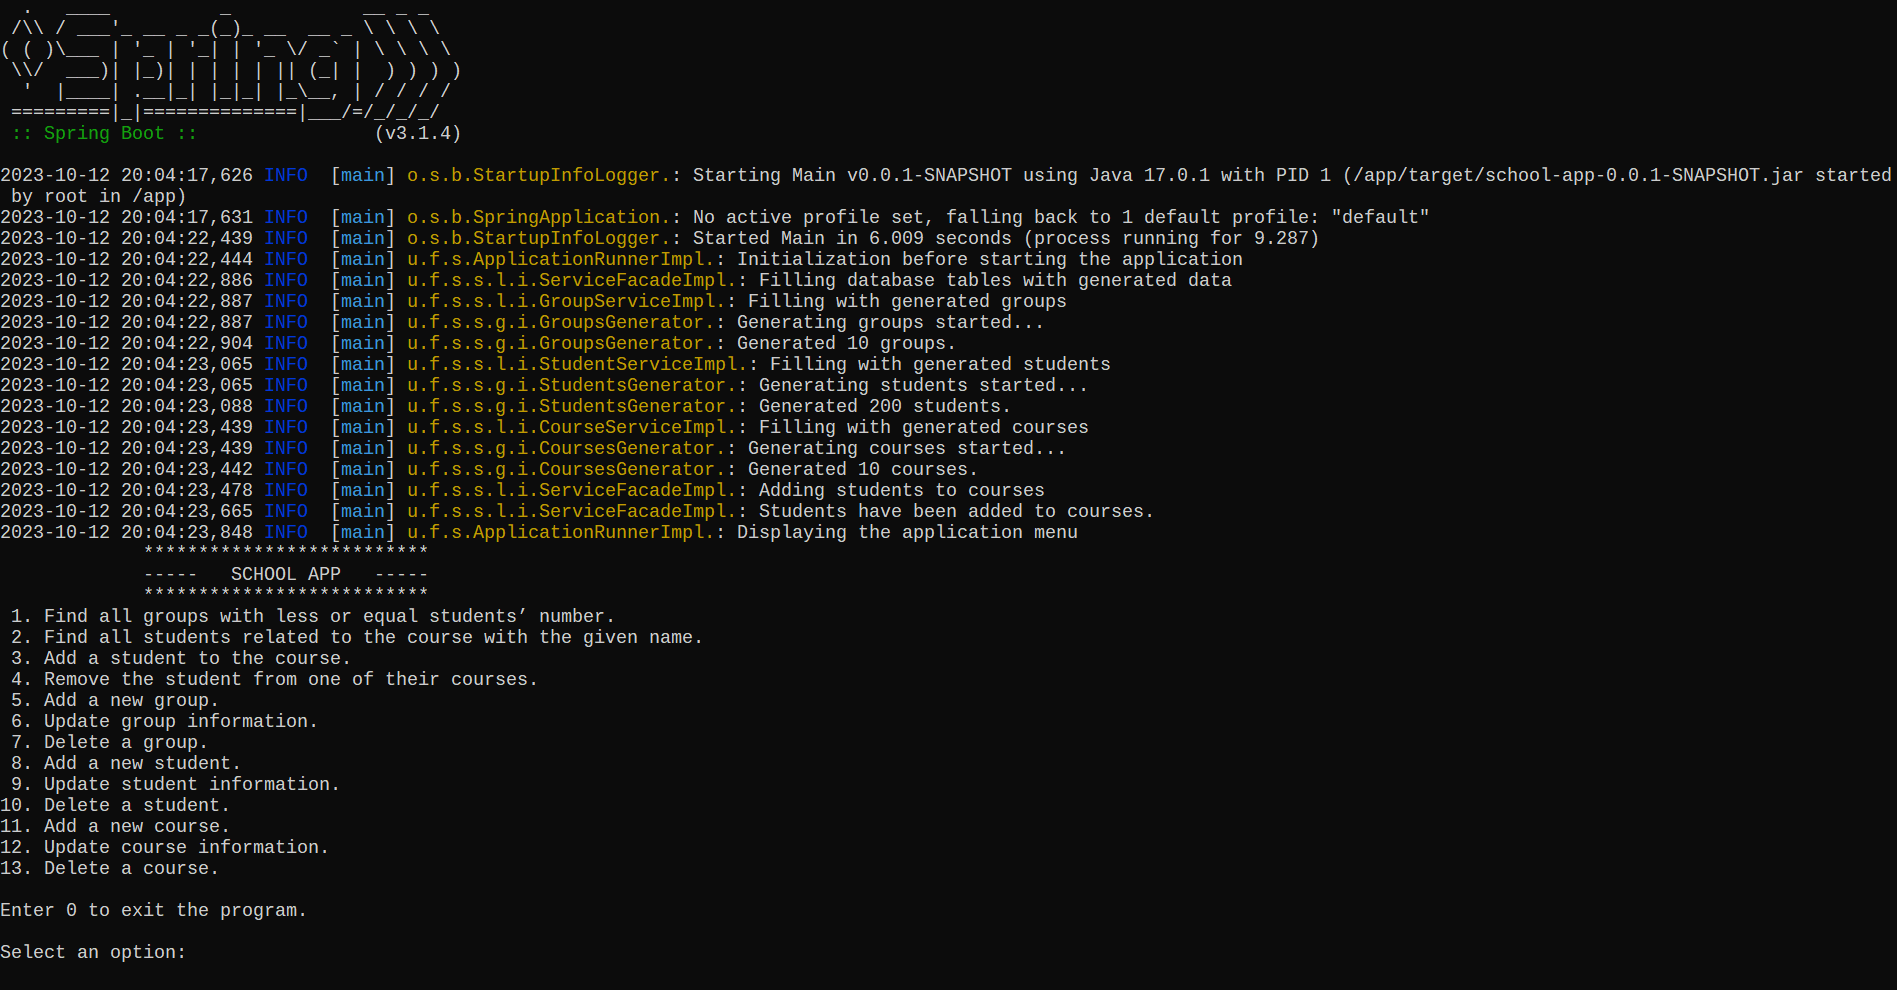 .   ____          _            __ _ _
 /\\ / ___'_ __ _ _(_)_ __  __ _ \ \ \ \
( ( )\___ | '_ | '_| | '_ \/ _` | \ \ \ \
 \\/  ___)| |_)| | | | | || (_| |  ) ) ) )
  '  |____| .__|_| |_|_| |_\__, | / / / /
 =========|_|==============|___/=/_/_/_/
 :: Spring Boot ::                (v3.1.4)
2023-10-12 20:04:17,626 INFO  [main] o.s.b.StartupInfoLogger.: Starting Main v0.0.1-SNAPSHOT using Java 17.0.1 with PID 1 (/app/target/school-app-0.0.1-SNAPSHOT.jar started
 by root in /app)
2023-10-12 20:04:17,631 INFO  [main] o.s.b.SpringApplication.: No active profile set, falling back to 1 default profile: "default"
2023-10-12 20:04:22,439 INFO  [main] o.s.b.StartupInfoLogger.: Started Main in 6.009 seconds (process running for 9.287)
2023-10-12 20:04:22,444 INFO  [main] u.f.s.ApplicationRunnerImpl.: Initialization before starting the application
2023-10-12 20:04:22,886 INFO  [main] u.f.s.s.l.i.ServiceFacadeImpl.: Filling database tables with generated data
2023-10-12 20:04:22,887 INFO  [main] u.f.s.s.l.i.GroupServiceImpl.: Filling with generated groups
2023-10-12 20:04:22,887 INFO  [main] u.f.s.s.g.i.GroupsGenerator.: Generating groups started...
2023-10-12 20:04:22,904 INFO  [main] u.f.s.s.g.i.GroupsGenerator.: Generated 10 groups.
2023-10-12 20:04:23,065 INFO  [main] u.f.s.s.l.i.StudentServiceImpl.: Filling with generated students
2023-10-12 20:04:23,065 INFO  [main] u.f.s.s.g.i.StudentsGenerator.: Generating students started...
2023-10-12 20:04:23,088 INFO  [main] u.f.s.s.g.i.StudentsGenerator.: Generated 200 students.
2023-10-12 20:04:23,439 INFO  [main] u.f.s.s.l.i.CourseServiceImpl.: Filling with generated courses
2023-10-12 20:04:23,439 INFO  [main] u.f.s.s.g.i.CoursesGenerator.: Generating courses started...
2023-10-12 20:04:23,442 INFO  [main] u.f.s.s.g.i.CoursesGenerator.: Generated 10 courses.
2023-10-12 20:04:23,478 INFO  [main] u.f.s.s.l.i.ServiceFacadeImpl.: Adding students to courses
2023-10-12 20:04:23,665 INFO  [main] u.f.s.s.l.i.ServiceFacadeImpl.: Students have been added to courses.
2023-10-12 20:04:23,848 INFO  [main] u.f.s.ApplicationRunnerImpl.: Displaying the application menu
             **************************
             -----   SCHOOL APP   -----
             **************************
 1. Find all groups with less or equal students’ number.
 2. Find all students related to the course with the given name.
 3. Add a student to the course.
 4. Remove the student from one of their courses.
 5. Add a new group.
 6. Update group information.
 7. Delete a group.
 8. Add a new student.
 9. Update student information.
10. Delete a student.
11. Add a new course.
12. Update course information.
13. Delete a course.
Enter 0 to exit the program.
Select an option: